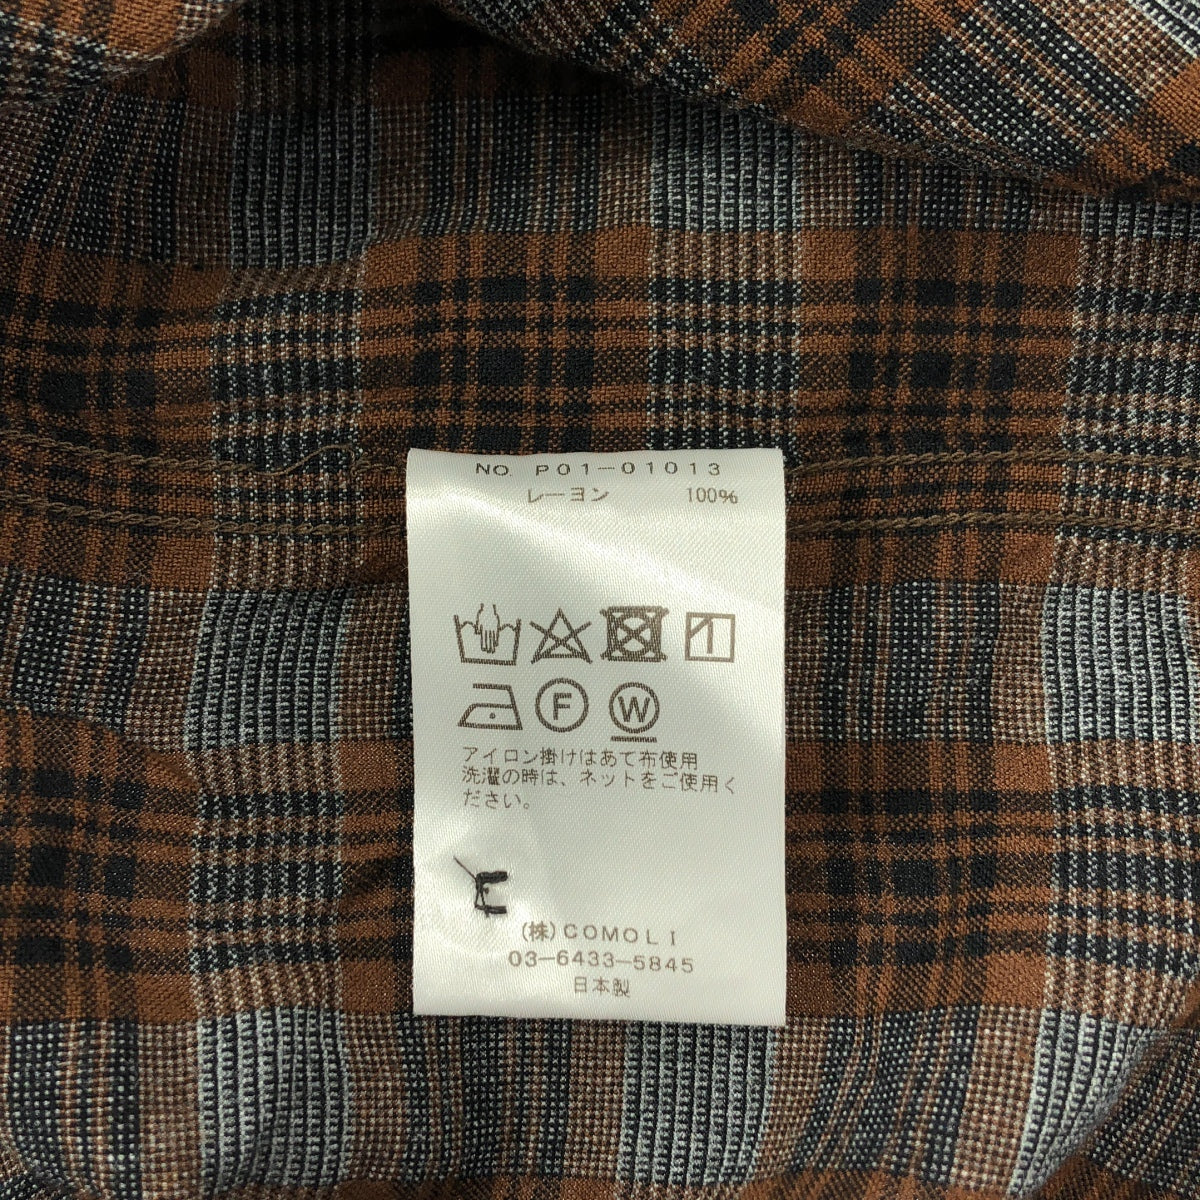 NO. P01-01013
レーヨン 100%
F W
アイロン掛けはあて布使用
洗濯の時は、ネットをご使用く
ださい。
(株)COMOLI
03-6433-5845
日本製